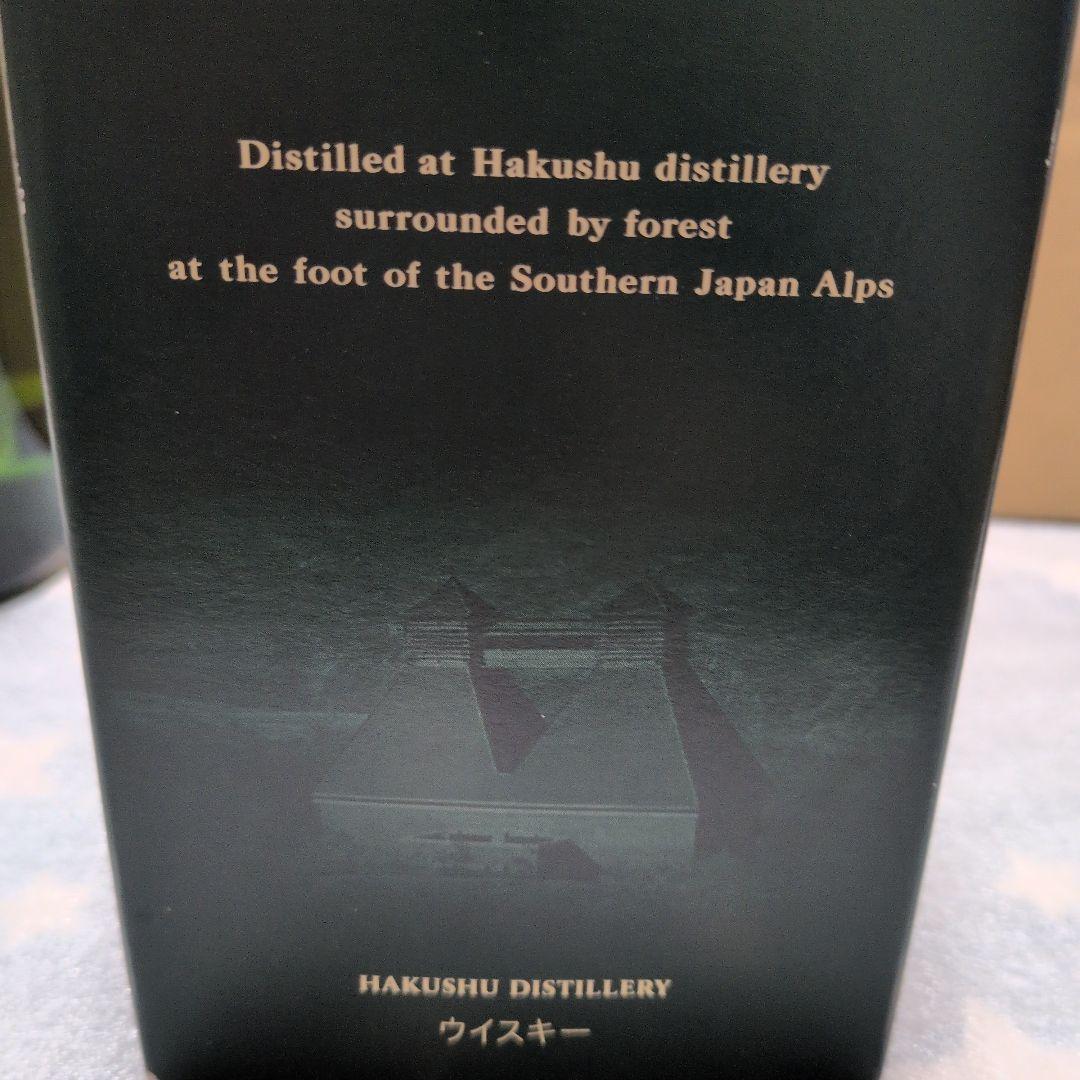 Distilled at Hakushu distillery
surrounded by forest
at the foot of the Southern Japan Alps
HAKUSHU DISTILLERY
ウイスキー